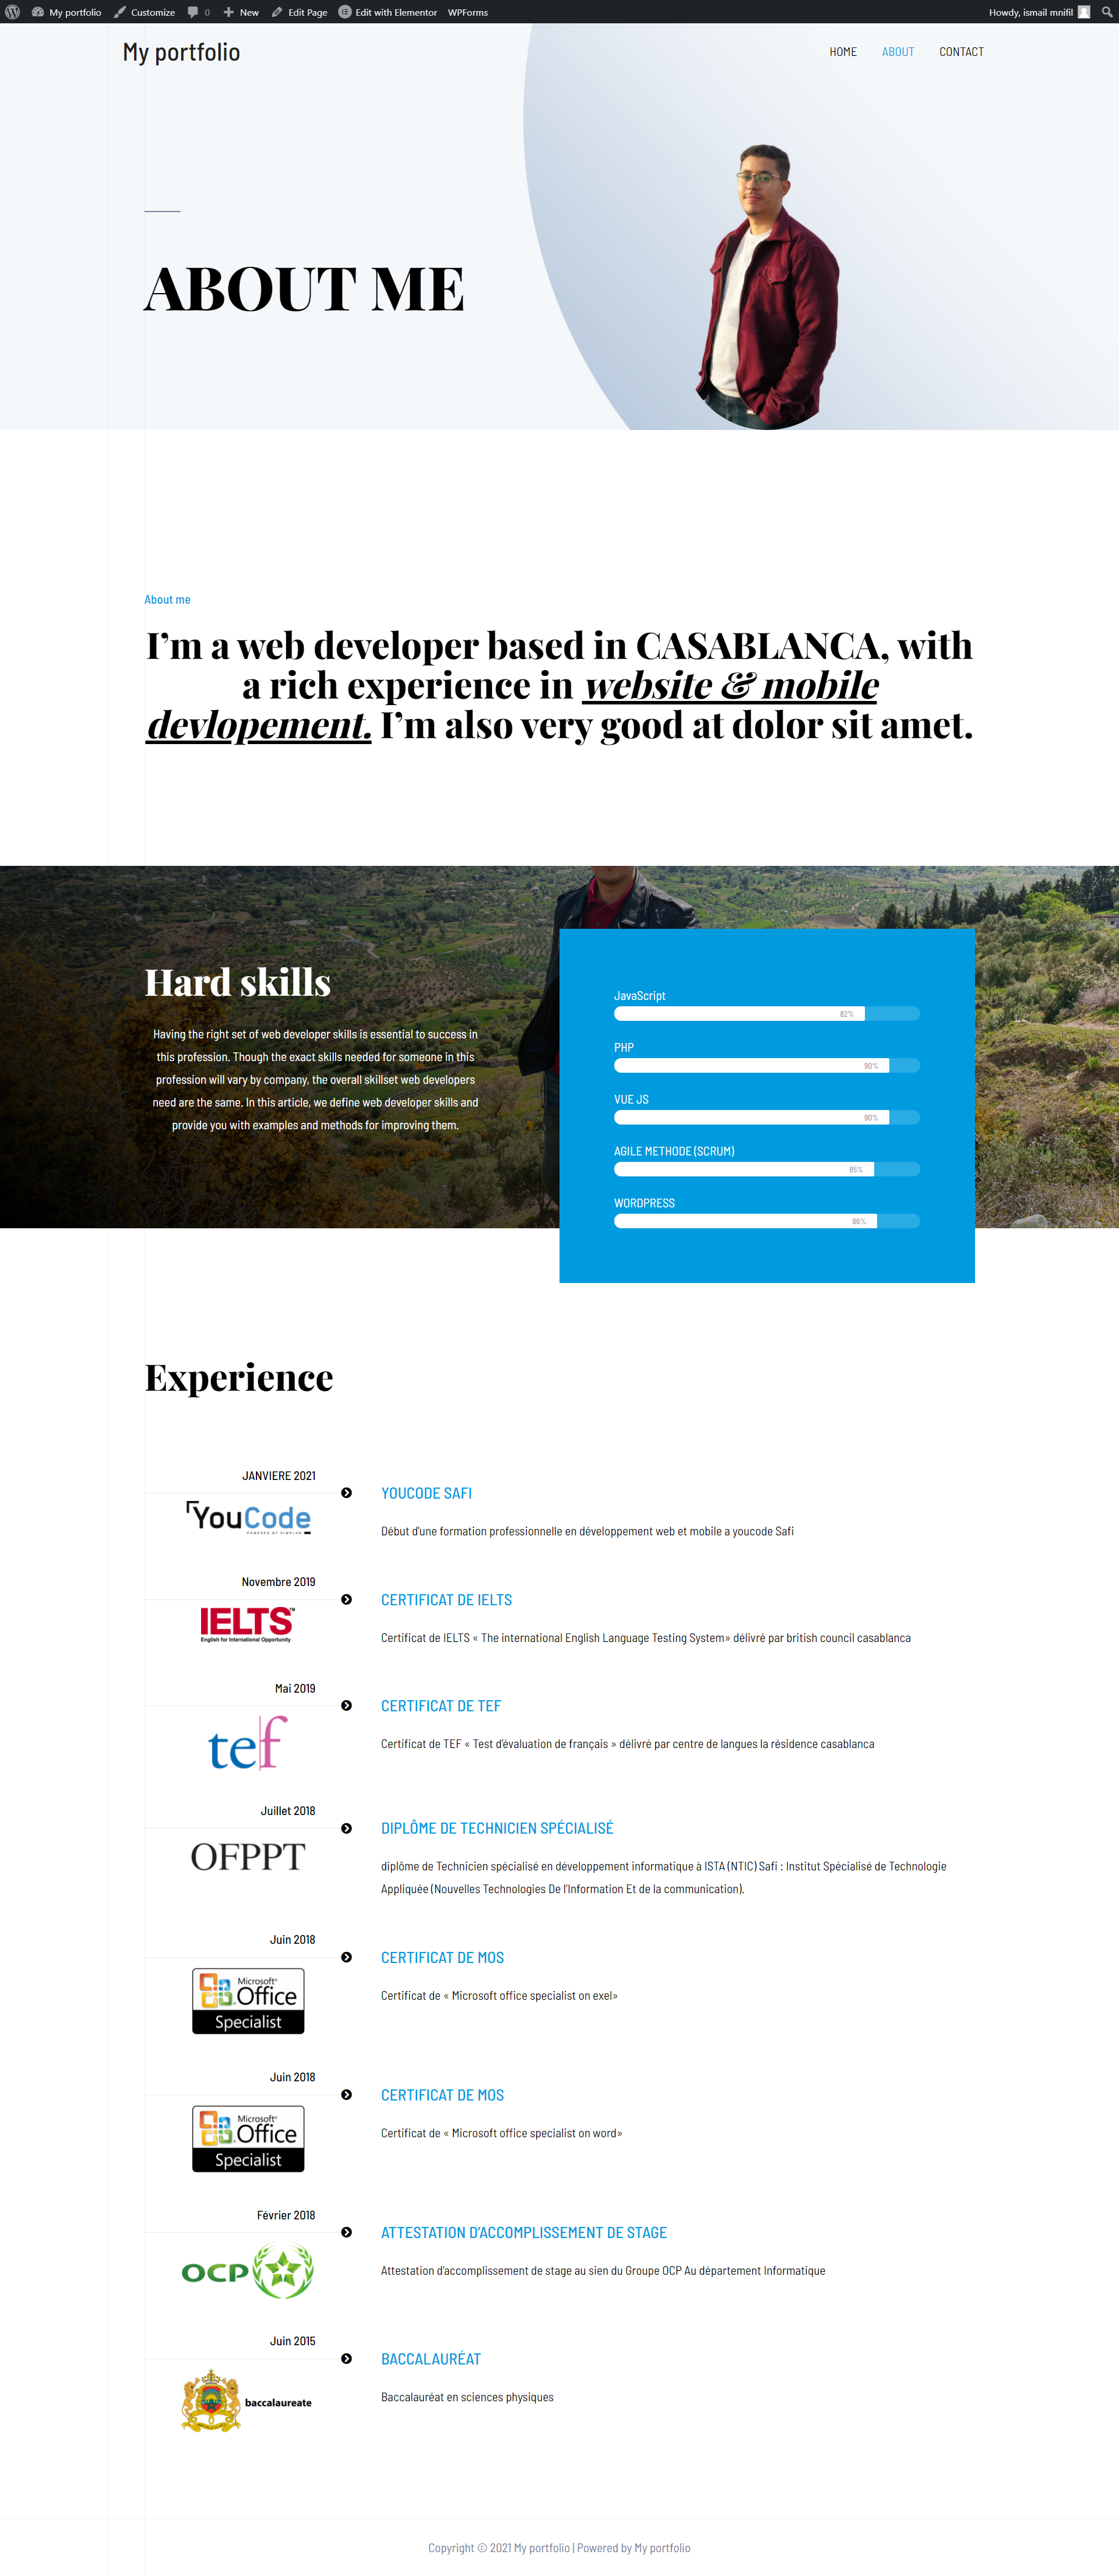 My portfolio Customize 0 New Edit Page Edit with Elementor WPForms Howdy, ismail mnifil
My portfolio HOME ABOUT CONTACT
ABOUT ME
About me
I'm a web developer based in CASABLANCA, with
a rich experience in website & mobile
devlopement. I'm also very good at dolor sit amet.
Hard skills
Having the right set of web developer skills is essential to success in
this profession. Though the exact skills needed for someone in this
profession will vary by company, the overall skillset web developers
need are the same. In this article, we define web developer skills and
provide you with examples and methods for improving them.
JavaScript
82%
PHP
90%
VUE JS
90%
AGILE METHODE (SCRUM)
85%
WORDPRESS
86%
Experience
JANVIERE 2021
YouCode
POWERED BY SIMPLON
YOUCODE SAFI
Début d'une formation professionnelle en développement web et mobile a youcode Safi
Novembre 2019
IELTS™
English for International Opportunity
CERTIFICAT DE IELTS
Certificat de IELTS « The international English Language Testing System» délivré par british council casablanca
Mai 2019
tef
CERTIFICAT DE TEF
Certificat de TEF « Test d'évaluation de français » délivré par centre de langues la résidence casablanca
Juillet 2018
OFPPT
DIPLÔME DE TECHNICIEN SPÉCIALISÉ
diplôme de Technicien spécialisé en développement informatique à ISTA (NTIC) Safi : Institut Spécialisé de Technologie
Appliquée (Nouvelles Technologies De l'Information Et de la communication).
Juin 2018
Microsoft®
Office
Specialist
CERTIFICAT DE MOS
Certificat de « Microsoft office specialist on exel»
Juin 2018
Microsoft®
Office
Specialist
CERTIFICAT DE MOS
Certificat de « Microsoft office specialist on word»
Février 2018
OCP
ATTESTATION D'ACCOMPLISSEMENT DE STAGE
Attestation d'accomplissement de stage au sien du Groupe OCP Au département Informatique
Juin 2015
baccalaureate
BACCALAURÉAT
Baccalauréat en sciences physiques
Copyright © 2021 My portfolio | Powered by My portfolio